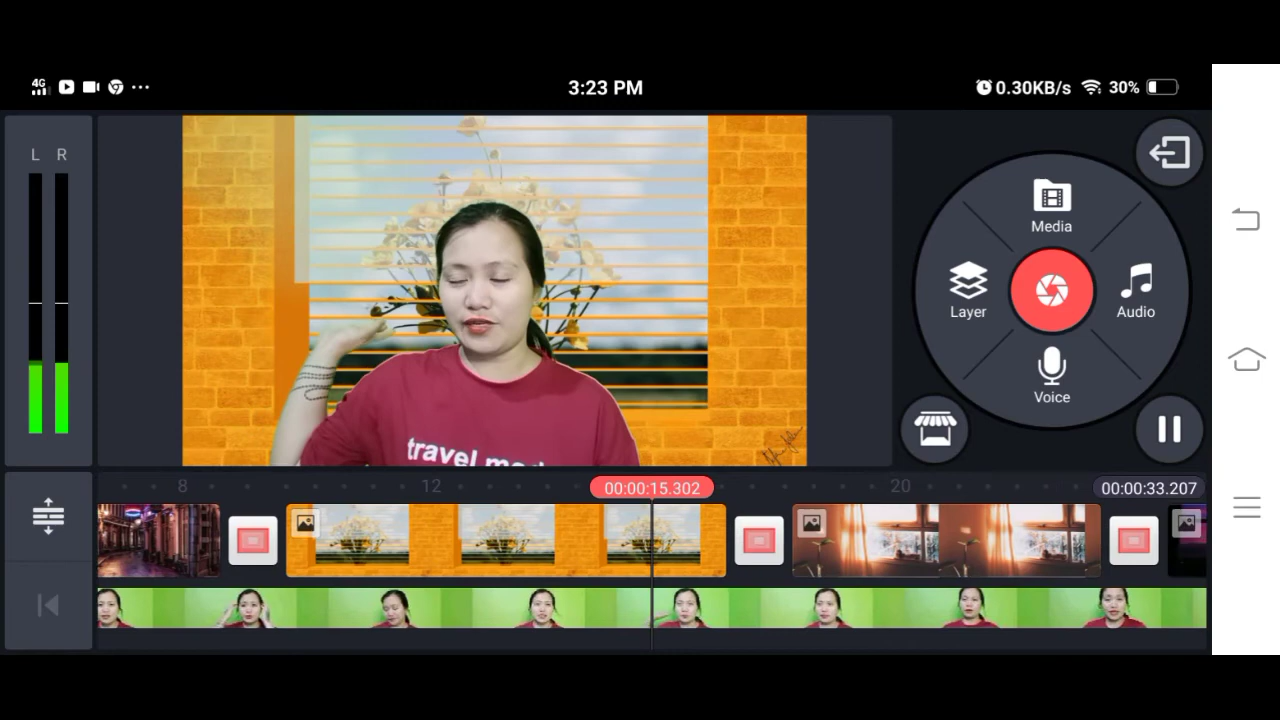 4G
3:23 PM
0.30KB/s
30%
L R
Media
Layer
Audio
Voice
travel
8
12
00:00:15.302
20
00:00:33.207